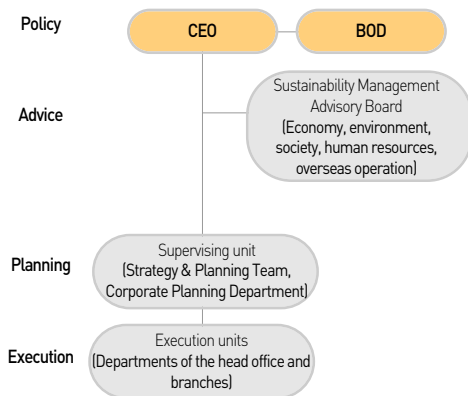 Policy
CEO
BOD
Advice
Sustainability Management
Advisory Board
(Economy, environment,
society, human resources,
overseas operation)
Planning
Supervising unit
(Strategy & Planning Team,
Corporate Planning Department)
Execution
Execution units
(Departments of the head office and
branches)